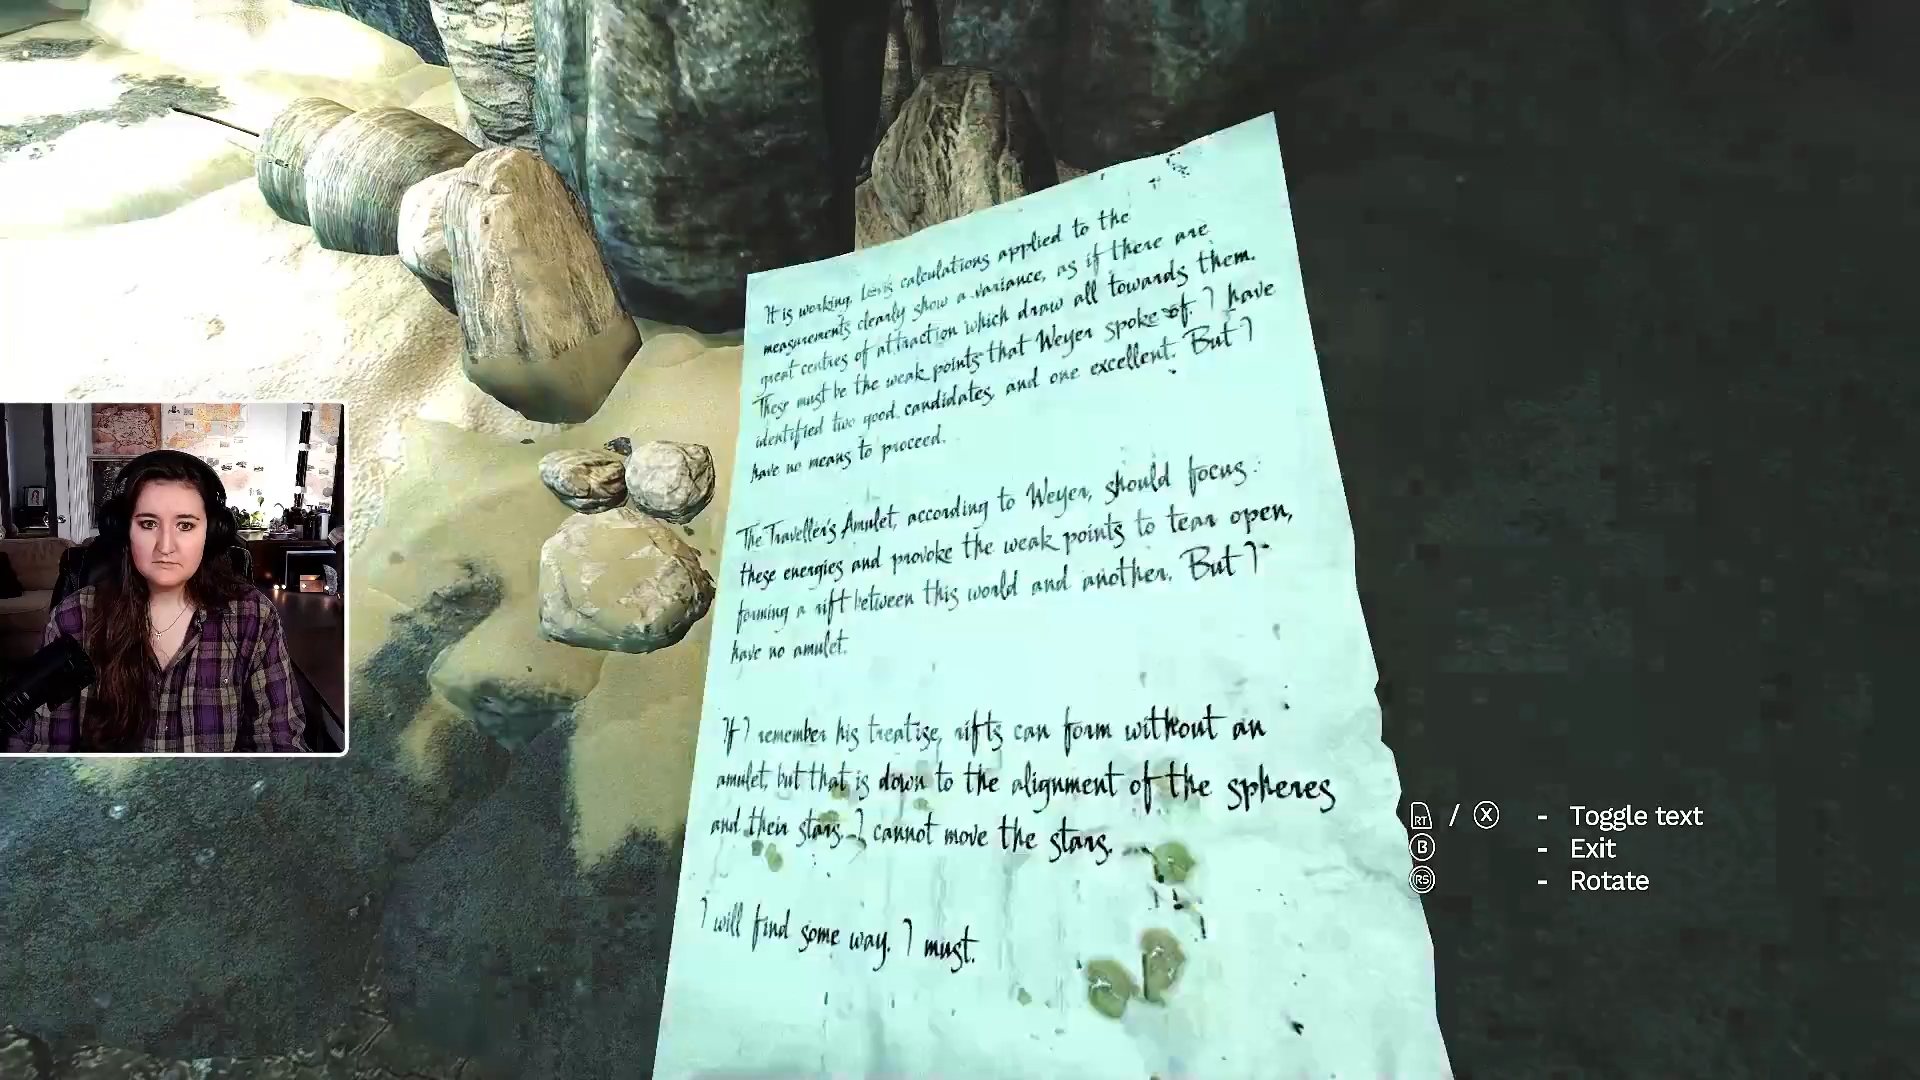 It is working. Leon's calculations applied to the
measurements clearly show a variance, as if there are
great centres of attraction which draw all towards them.
These must be the weak points that Weyer spoke of. I have
identified two good candidates, and one excellent. But I
have no means to proceed.
The Traveller's Amulet, according to Weyer, should focus
these energies and provoke the weak points to tear open,
forming a rift between this world and another. But I
have no amulet.
If I remember his treatise, rifts can form without an
amulet, but that is down to the alignment of the spheres
and their stars. I cannot move the stars.
I will find some way. I must.
RT / X - Toggle text
B - Exit
RS - Rotate